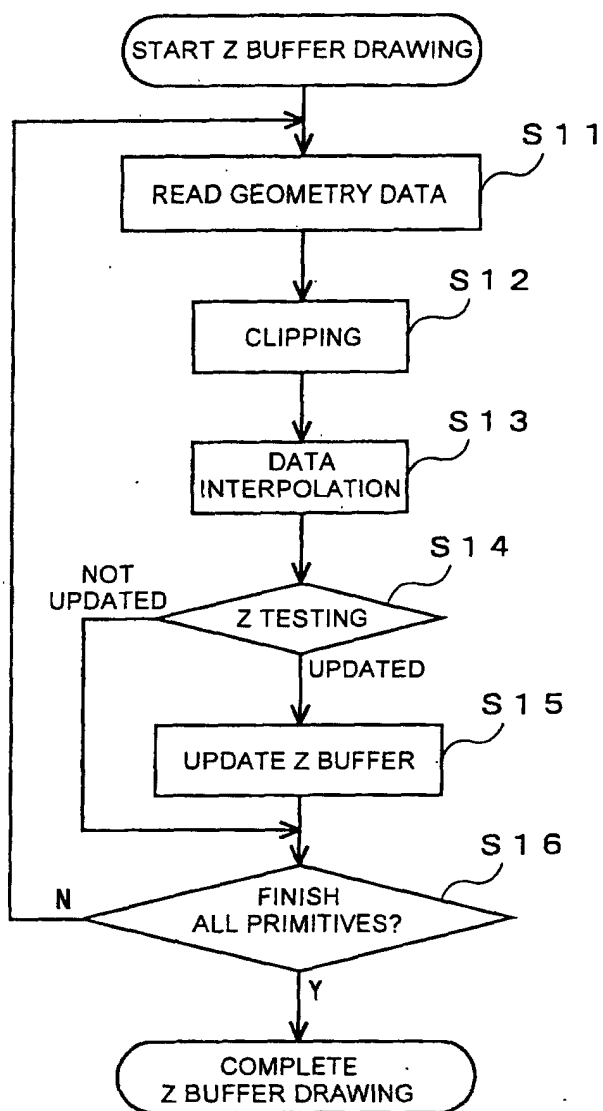 START Z BUFFER DRAWING
S11
READ GEOMETRY DATA
S12
CLIPPING
S13
DATA
INTERPOLATION
S14
NOT
UPDATED
Z TESTING
UPDATED
S15
UPDATE Z BUFFER
S16
N
FINISH
ALL PRIMITIVES?
Y
COMPLETE
Z BUFFER DRAWING